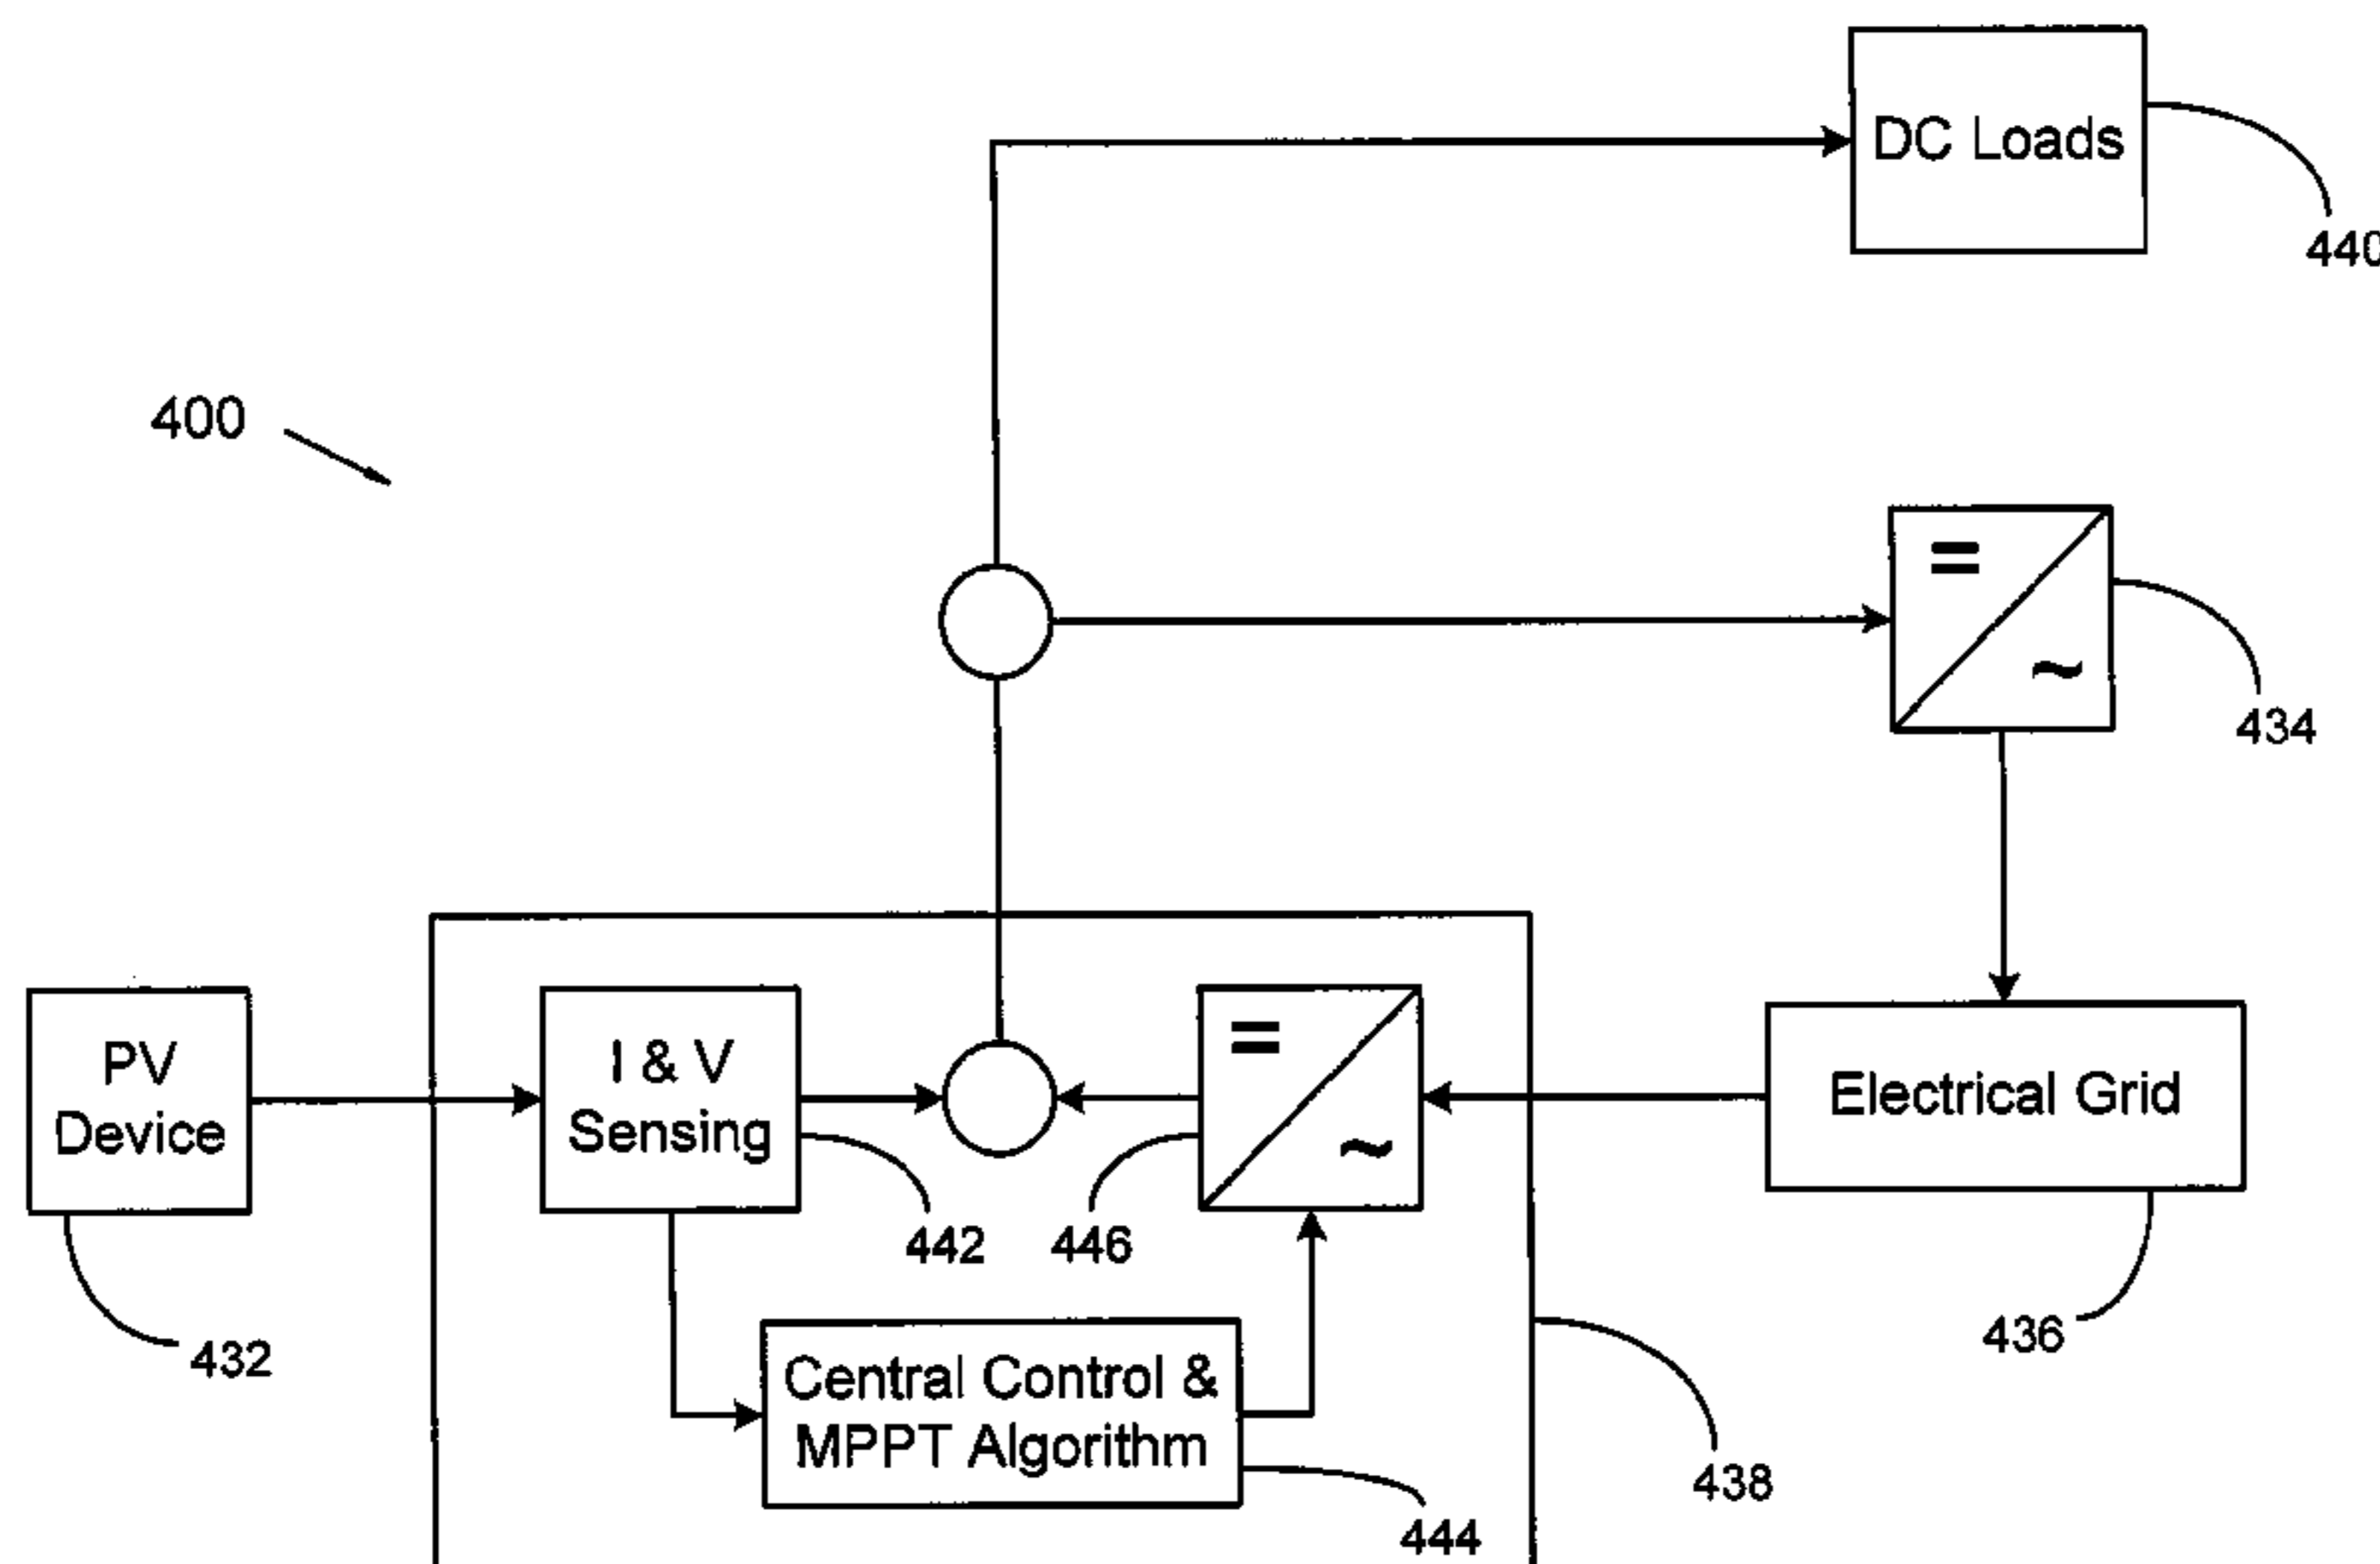 DC Loads
440
400
=
~
434
PV
Device
I & V
Sensing
=
~
Electrical Grid
442
446
432
436
Central Control &
MPPT Algorithm
438
444